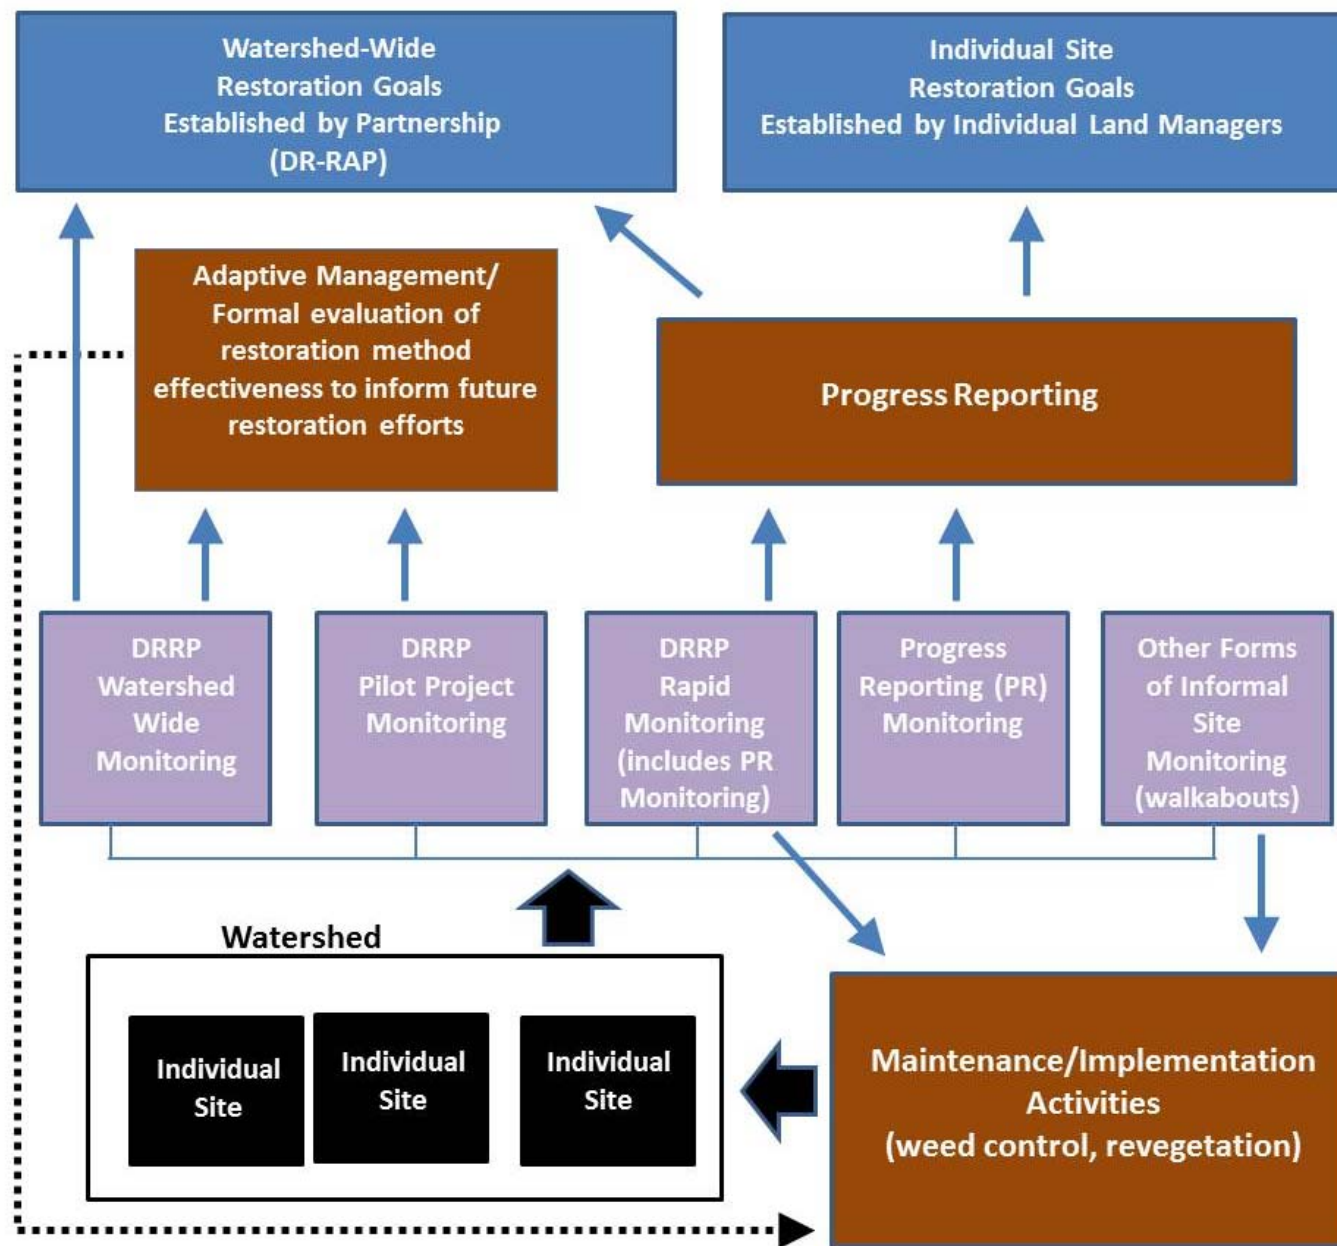 Watershed-Wide
Restoration Goals
Established by Partnership
(DR-RAP)
Individual Site
Restoration Goals
Established by Individual Land Managers
Adaptive Management/
Formal evaluation of
restoration method
effectiveness to inform future
restoration efforts
Progress Reporting
DRRP
Watershed
Wide
Monitoring
DRRP
Pilot Project
Monitoring
DRRP
Rapid
Monitoring
(includes PR
Monitoring)
Progress
Reporting (PR)
Monitoring
Other Forms
of Informal
Site
Monitoring
(walkabouts)
Watershed
Individual
Site
Individual
Site
Individual
Site
Maintenance/Implementation
Activities
(weed control, revegetation)